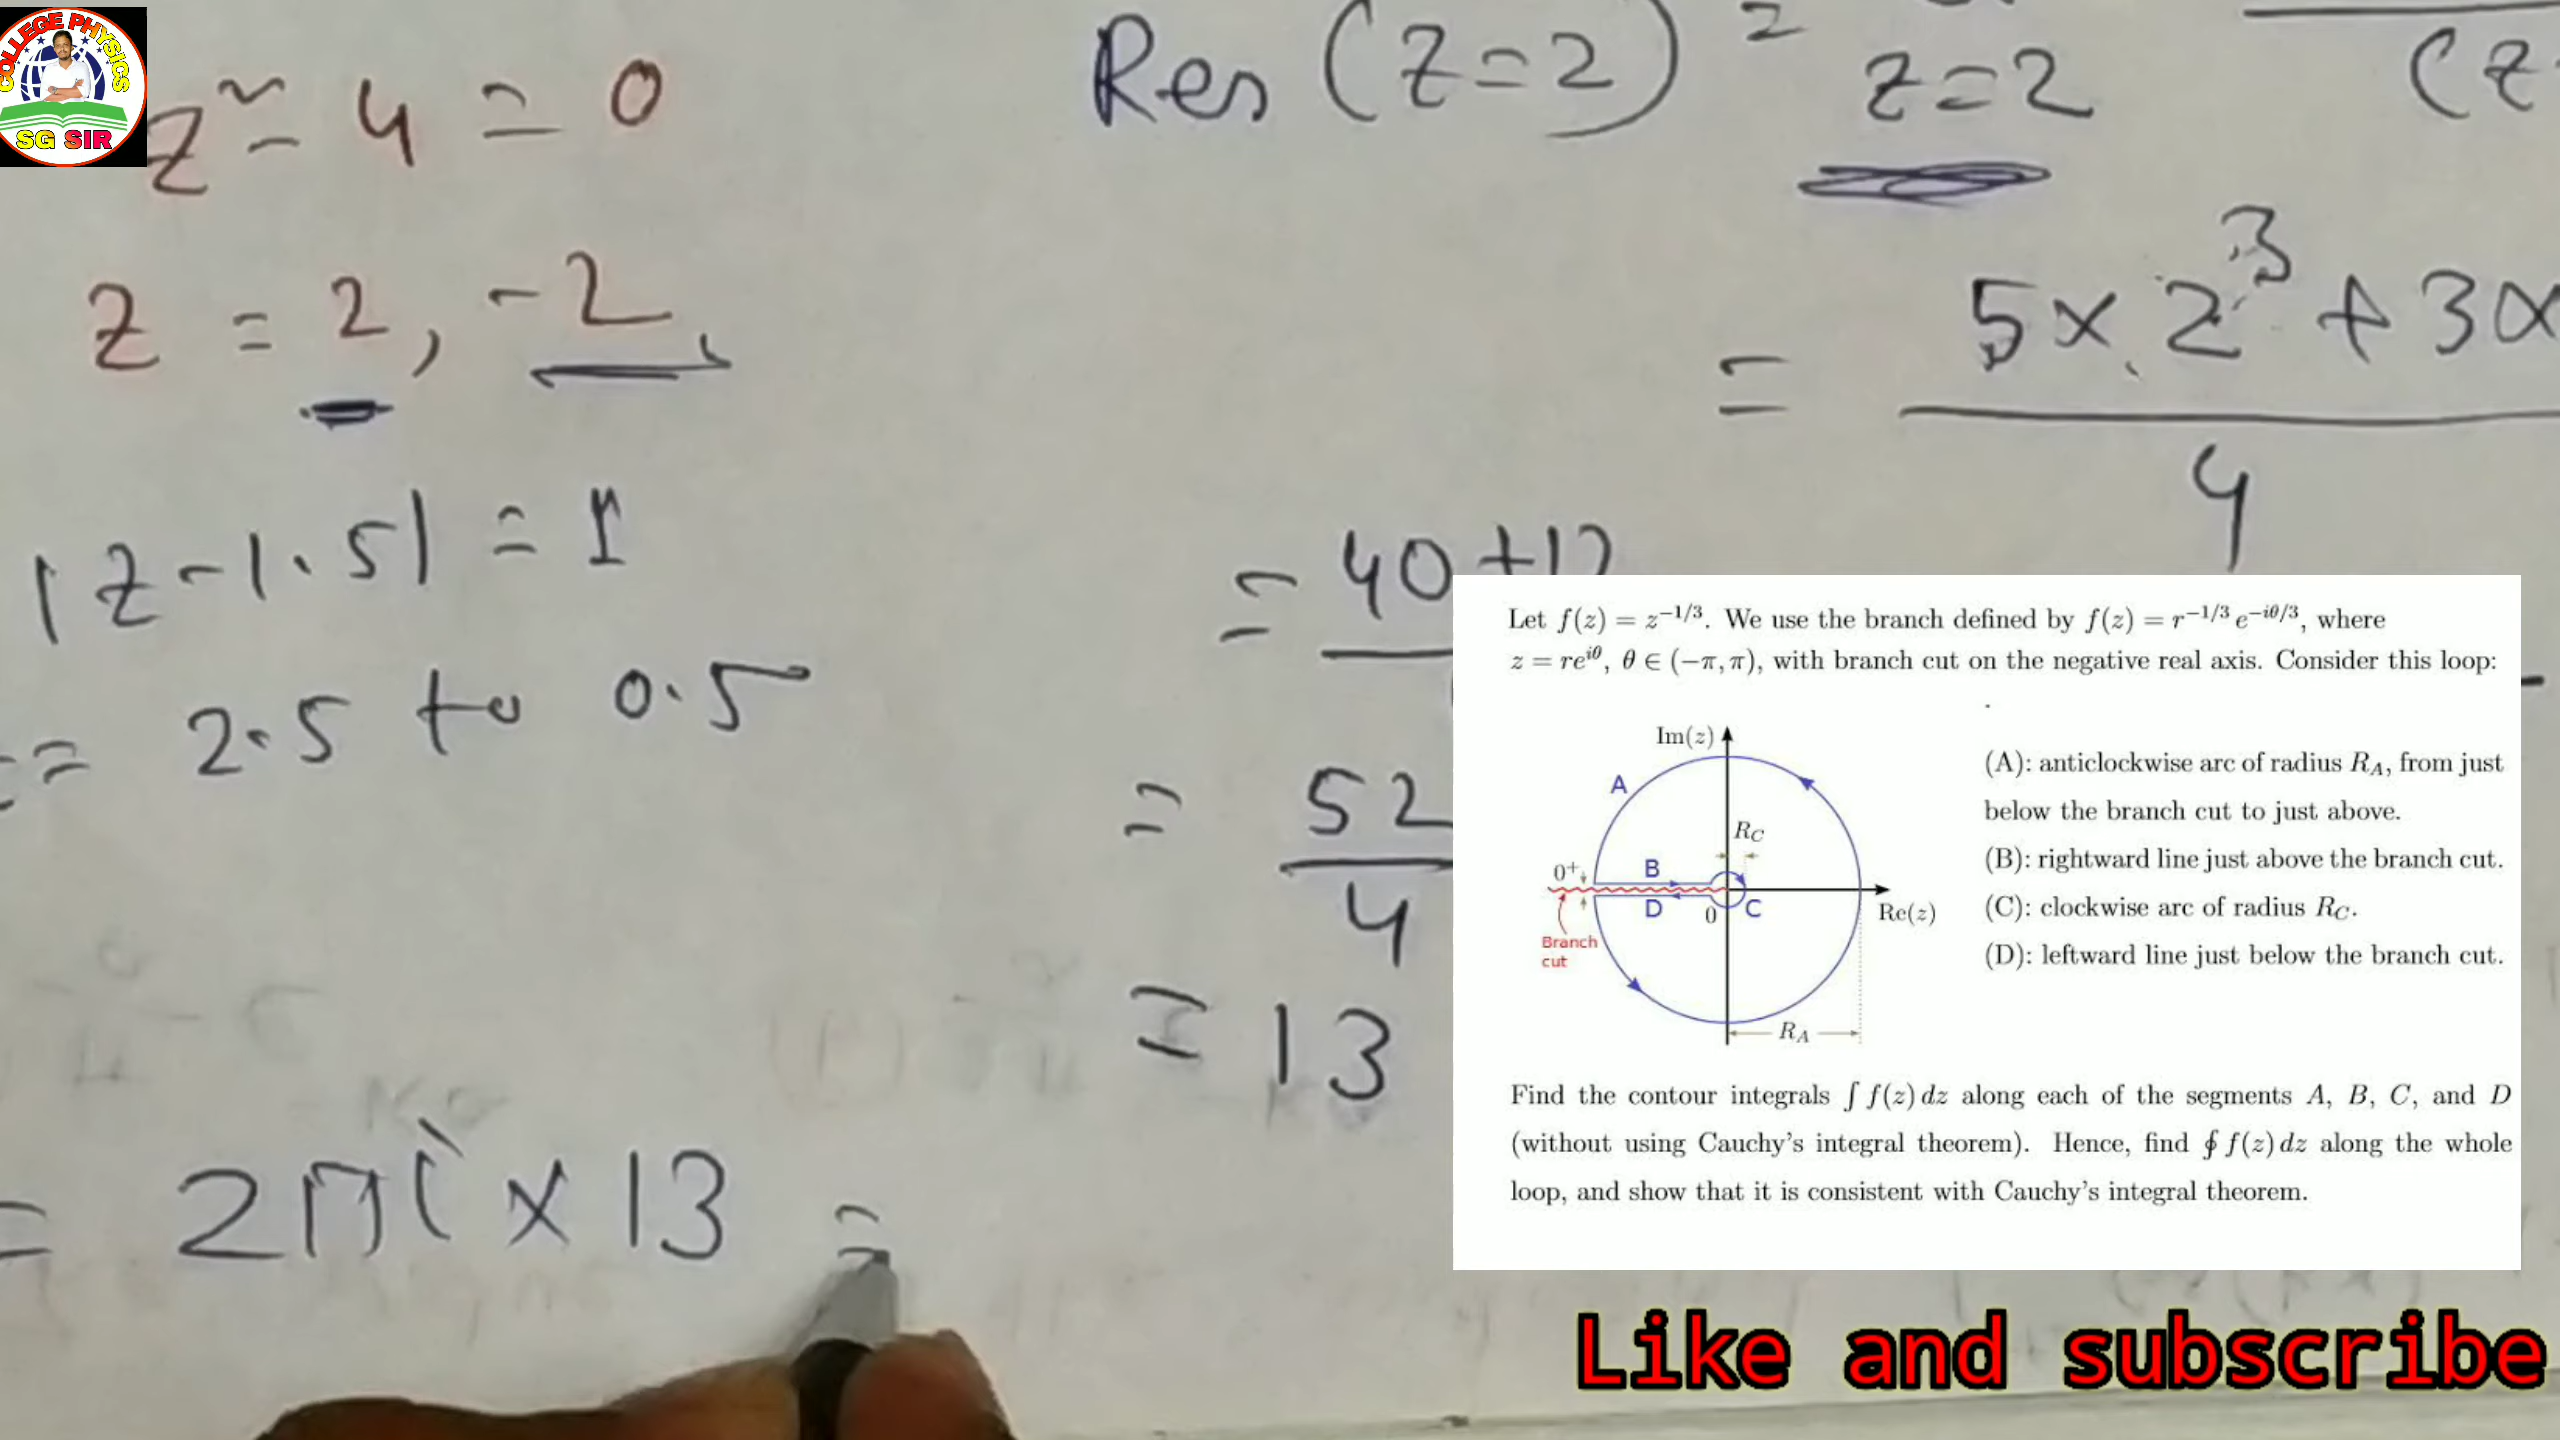 COLLEGE PHYSICS
SG SIR
z² - 4 = 0
z = 2, -2
|z-1.5| = 1
= 2.5 to 0.5
= 2πi × 13 =
Res (z=2) =
z=2
(z-
= 5×2³ + 3×
4
= 40+12
= 52
4
= 13
Let f(z) = z^{-1/3}. We use the branch defined by f(z) = r^{-1/3} e^{-iθ/3}, where
z = re^{iθ}, θ ∈ (−π, π), with branch cut on the negative real axis. Consider this loop:
Im(z)
A
R_C
0⁺
B
D
0
C
Re(z)
Branch
cut
R_A
(A): anticlockwise arc of radius R_A, from just
below the branch cut to just above.
(B): rightward line just above the branch cut.
(C): clockwise arc of radius R_C.
(D): leftward line just below the branch cut.
Find the contour integrals ∫ f(z) dz along each of the segments A, B, C, and D
(without using Cauchy's integral theorem). Hence, find ∮ f(z) dz along the whole
loop, and show that it is consistent with Cauchy's integral theorem.
Like and subscribe